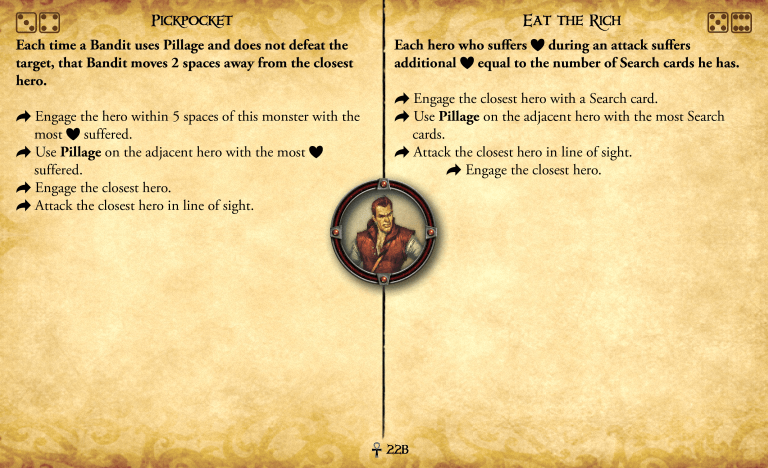 Pickpocket
Each time a Bandit uses Pillage and does not defeat the
target, that Bandit moves 2 spaces away from the closest
hero.
Engage the hero within 5 spaces of this monster with the
most ♥ suffered.
Use Pillage on the adjacent hero with the most ♥
suffered.
Engage the closest hero.
Attack the closest hero in line of sight.
Eat the Rich
Each hero who suffers ♥ during an attack suffers
additional ♥ equal to the number of Search cards he has.
Engage the closest hero with a Search card.
Use Pillage on the adjacent hero with the most Search
cards.
Attack the closest hero in line of sight.
Engage the closest hero.
22B